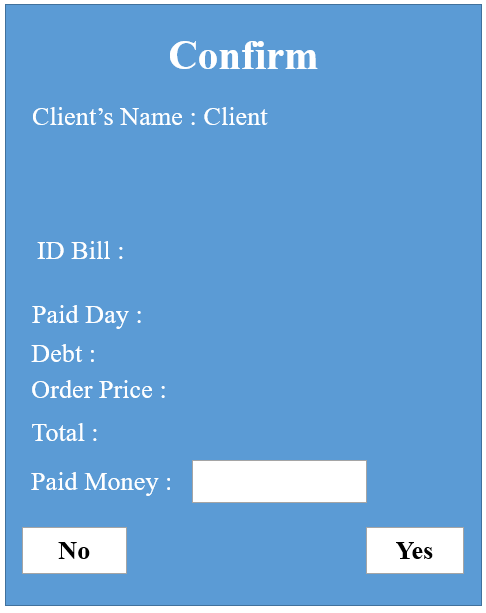 Confirm
Client’s Name : Client
ID Bill :
Paid Day :
Debt :
Order Price :
Total :
Paid Money :
No Yes